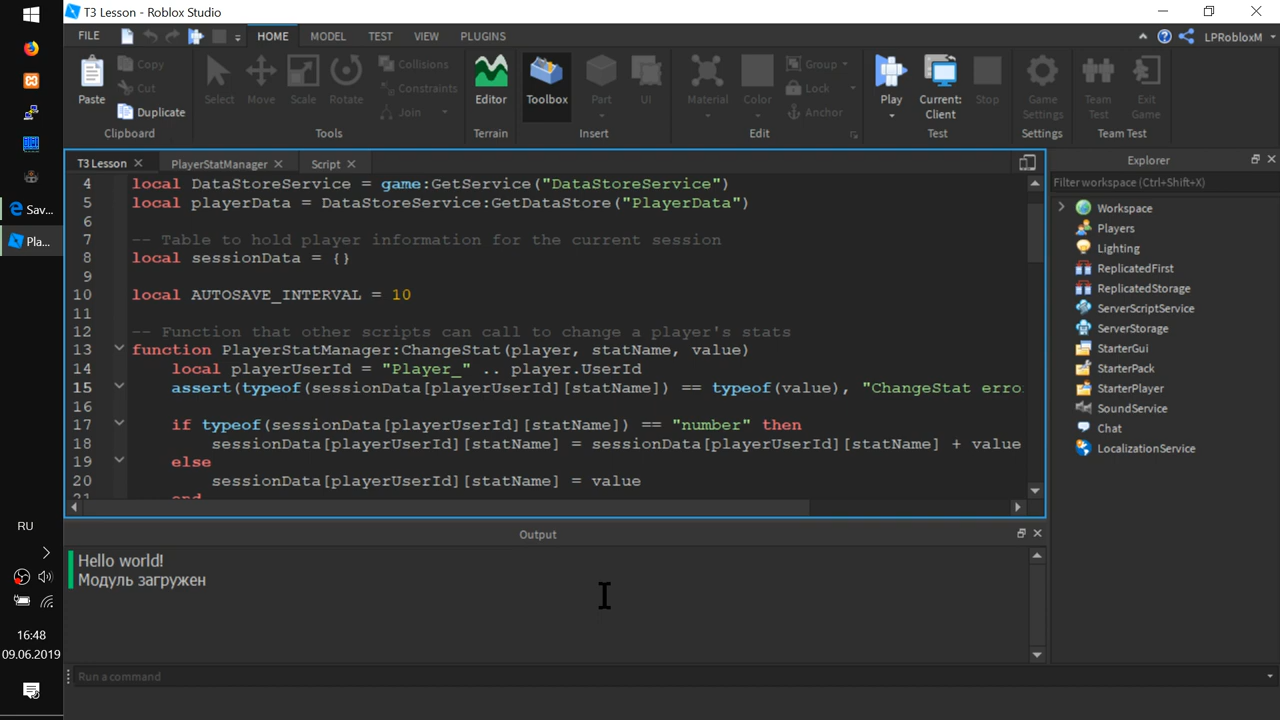 T3 Lesson - Roblox Studio
FILE
HOME
MODEL
TEST
VIEW
PLUGINS
LPRobloxM
Paste
Copy
Cut
Duplicate
Clipboard
Select
Move
Scale
Rotate
Collisions
Constraints
Join
Tools
Editor
Terrain
Toolbox
Part
UI
Insert
Material
Color
Group
Lock
Anchor
Edit
Play
Current:
Client
Stop
Test
Game
Settings
Settings
Team
Test
Exit
Game
Team Test
T3 Lesson
PlayerStatManager
Script
4 local DataStoreService = game:GetService("DataStoreService")
5 local playerData = DataStoreService:GetDataStore("PlayerData")
6
7 -- Table to hold player information for the current session
8 local sessionData = {}
9
10 local AUTOSAVE_INTERVAL = 10
11
12 -- Function that other scripts can call to change a player's stats
13 function PlayerStatManager:ChangeStat(player, statName, value)
14 local playerUserId = "Player_" .. player.UserId
15 assert(typeof(sessionData[playerUserId][statName]) == typeof(value), "ChangeStat erro
16
17 if typeof(sessionData[playerUserId][statName]) == "number" then
18 sessionData[playerUserId][statName] = sessionData[playerUserId][statName] + value
19 else
20 sessionData[playerUserId][statName] = value
21 end
Explorer
Filter workspace (Ctrl+Shift+X)
Workspace
Players
Lighting
ReplicatedFirst
ReplicatedStorage
ServerScriptService
ServerStorage
StarterGui
StarterPack
StarterPlayer
SoundService
Chat
LocalizationService
Output
Hello world!
Модуль загружен
Run a command
Sav...
Pla...
RU
16:48
09.06.2019